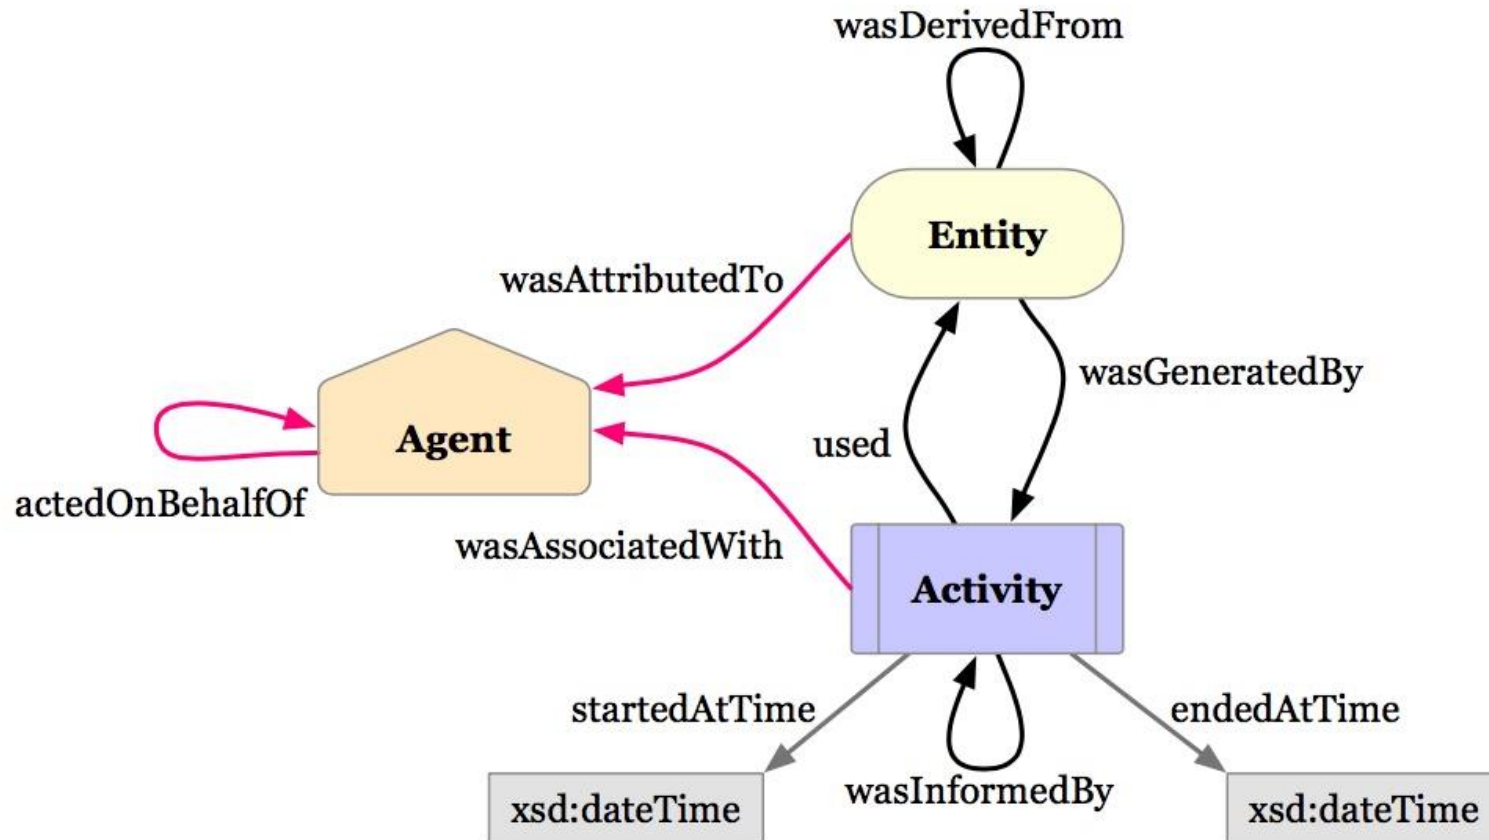 wasDerivedFrom
Entity
wasAttributedTo
wasGeneratedBy
used
Agent
actedOnBehalfOf
wasAssociatedWith
Activity
startedAtTime
endedAtTime
wasInformedBy
xsd:dateTime
xsd:dateTime